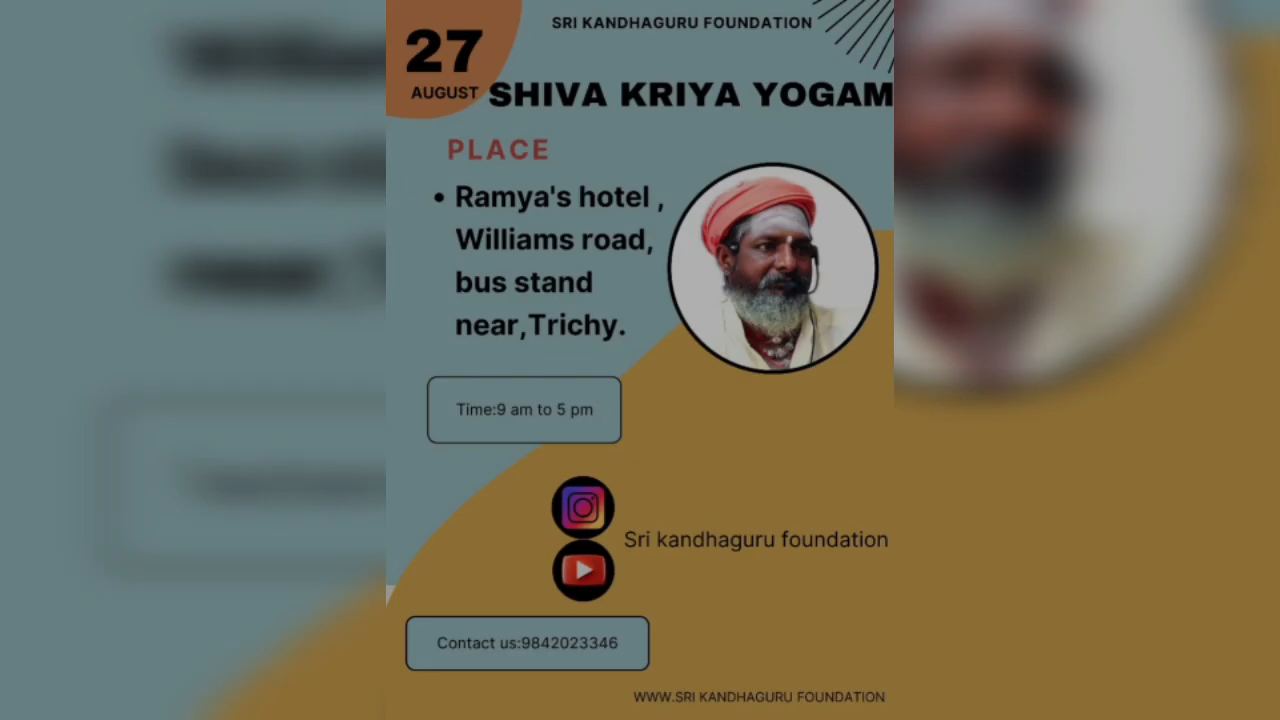 SRI KANDHAGURU FOUNDATION
27
AUGUST
SHIVA KRIYA YOGAM
PLACE
• Ramya's hotel ,
Williams road,
bus stand
near,Trichy.
Time:9 am to 5 pm
Sri kandhaguru foundation
Contact us:9842023346
WWW.SRI KANDHAGURU FOUNDATION